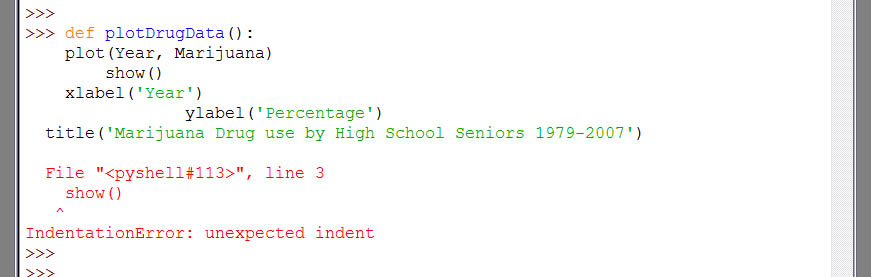 >>>
>>> def plotDrugData():
    plot(Year, Marijuana)
        show()
    xlabel('Year')
                ylabel('Percentage')
  title('Marijuana Drug use by High School Seniors 1979-2007')
  File "<pyshell#113>", line 3
    show()
   ^
IndentationError: unexpected indent
>>>
>>>